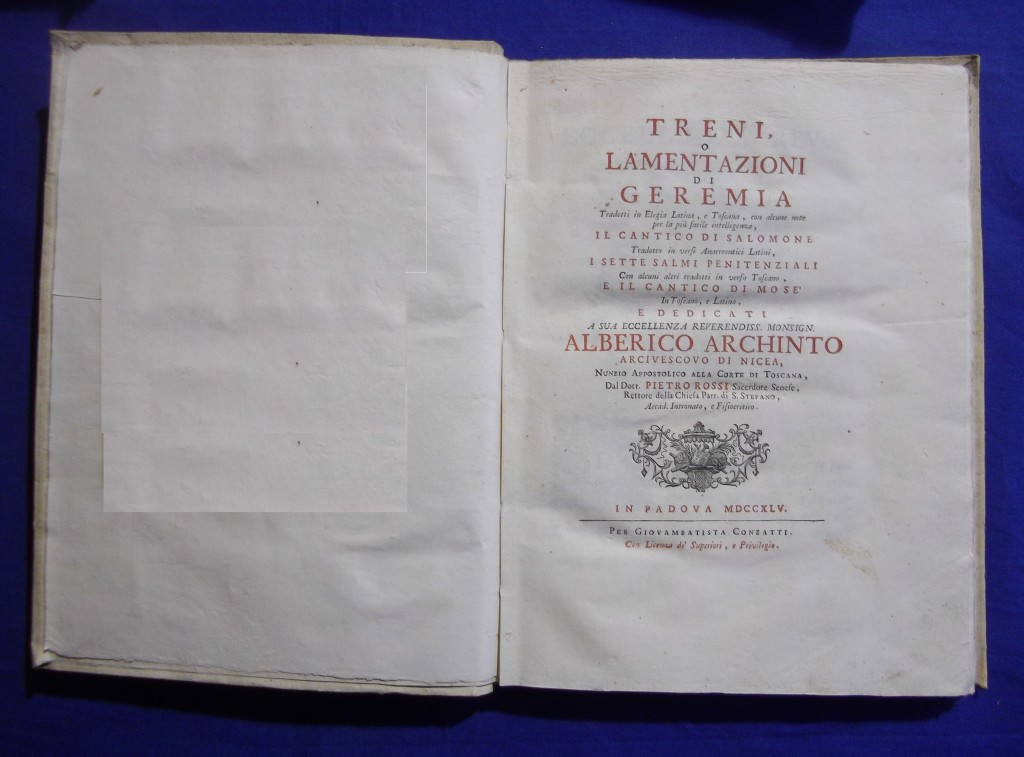 TRENI,
O
LAMENTAZIONI
DI
GEREMIA
Tradotti in Elegia Latina, e Toscana, con alcune note
per la più facile intelligenza,
IL CANTICO DI SALOMONE
Tradotto in versi Anacreontici Latini,
I SETTE SALMI PENITENZIALI
Con alcuni altri tradotti in verso Toscano,
E IL CANTICO DI MOSE'
In Toscano, e Latino,
E DEDICATI
A SUA ECCELLENZA REVERENDISS. MONSIGN.
ALBERICO ARCHINTO
ARCIVESCOVO DI NICEA,
NUNZIO APPOSTOLICO ALLA CORTE DI TOSCANA,
Dal Dott. PIETRO ROSSI Sacerdote Senese,
Rettore della Chiesa Parr. di S. STEFANO,
Accad. Intronato, e Fisiocritico.
IN PADOVA MDCCXLV.
PER GIOVAMBATISTA CONZATTI.
Con Licenza de' Superiori, e Privilegio.